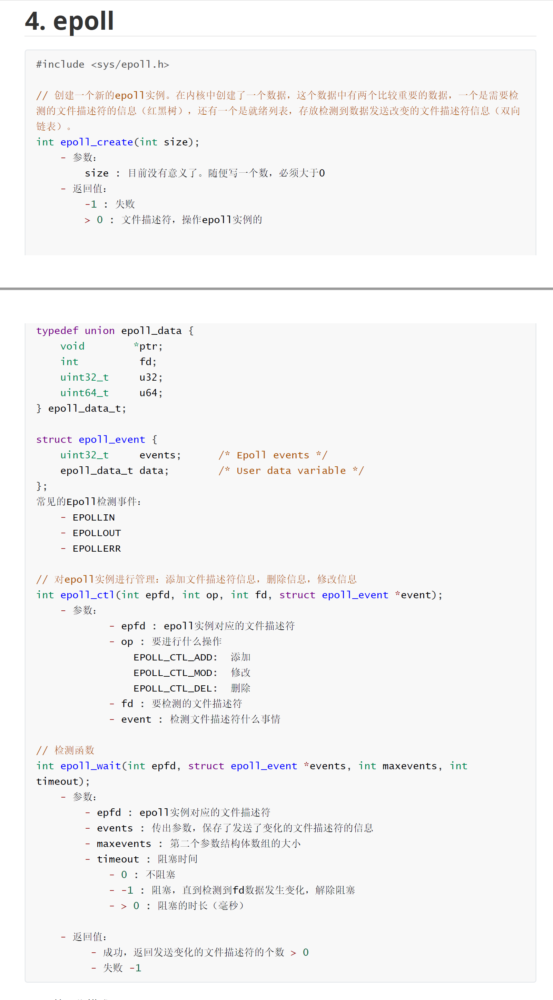 4. epoll
#include <sys/epoll.h>
// 创建一个新的epoll实例。在内核中创建了一个数据，这个数据中有两个比较重要的数据，一个是需要检
测的文件描述符的信息（红黑树），还有一个是就绪列表，存放检测到数据发送改变的文件描述符信息（双向
链表）。
int epoll_create(int size);
- 参数：
size : 目前没有意义了。随便写一个数，必须大于0
- 返回值：
-1 : 失败
> 0 : 文件描述符，操作epoll实例的
typedef union epoll_data {
void        *ptr;
int          fd;
uint32_t     u32;
uint64_t     u64;
} epoll_data_t;
struct epoll_event {
uint32_t     events;      /* Epoll events */
epoll_data_t data;        /* User data variable */
};
常见的Epoll检测事件：
- EPOLLIN
- EPOLLOUT
- EPOLLERR
// 对epoll实例进行管理：添加文件描述符信息，删除信息，修改信息
int epoll_ctl(int epfd, int op, int fd, struct epoll_event *event);
- 参数：
- epfd : epoll实例对应的文件描述符
- op : 要进行什么操作
EPOLL_CTL_ADD:  添加
EPOLL_CTL_MOD:  修改
EPOLL_CTL_DEL:  删除
- fd : 要检测的文件描述符
- event : 检测文件描述符什么事情
// 检测函数
int epoll_wait(int epfd, struct epoll_event *events, int maxevents, int
timeout);
- 参数：
- epfd : epoll实例对应的文件描述符
- events : 传出参数，保存了发送了变化的文件描述符的信息
- maxevents : 第二个参数结构体数组的大小
- timeout : 阻塞时间
- 0 : 不阻塞
- -1 : 阻塞，直到检测到fd数据发生变化，解除阻塞
- > 0 : 阻塞的时长（毫秒）
- 返回值：
- 成功，返回发送变化的文件描述符的个数 > 0
- 失败 -1